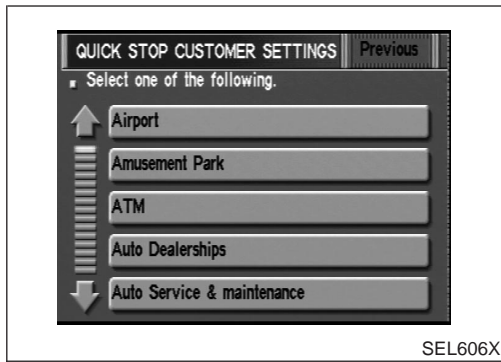 QUICK STOP CUSTOMER SETTINGS Previous
Select one of the following.
Airport
Amusement Park
ATM
Auto Dealerships
Auto Service & maintenance
SEL606X